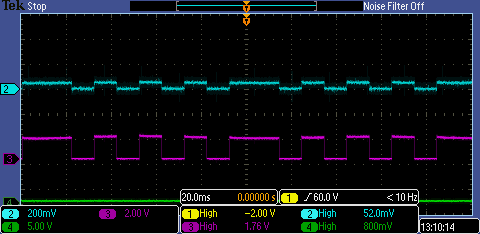 Tek Stop Noise Filter Off
T
T
2
3
4
20.0ms 0.00000 s 1 60.0 V < 10 Hz
2 200mV 3 2.00 V 1 High -2.00 V 2 High 52.0mV
4 5.00 V 3 High 1.76 V 4 High 800mV 13:10:14